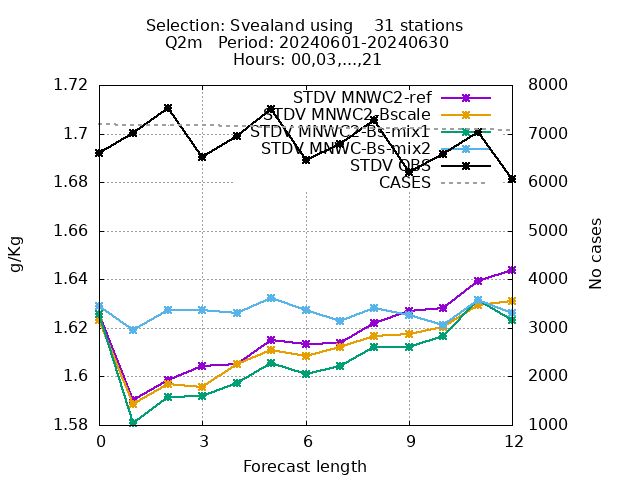 Selection: Svealand using    31 stations
Q2m   Period: 20240601-20240630
Hours: 00,03,...,21
STDV MNWC2-ref
STDV MNWC2-Bscale
STDV MNWC2-Bs-mix1
STDV MNWC-Bs-mix2
STDV OBS
CASES
g/Kg
1.72
1.7
1.68
1.66
1.64
1.62
1.6
1.58
8000
7000
6000
5000
4000
3000
2000
1000
No cases
0 3 6 9 12
Forecast length